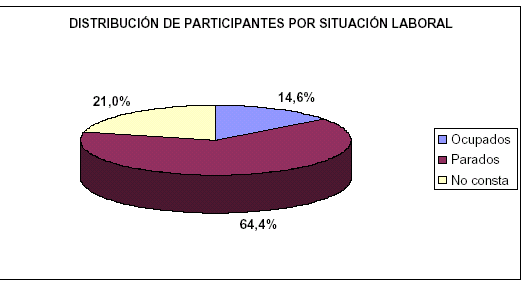 DISTRIBUCIÓN DE PARTICIPANTES POR SITUACIÓN LABORAL
21,0%
14,6%
64,4%
Ocupados
Parados
No consta